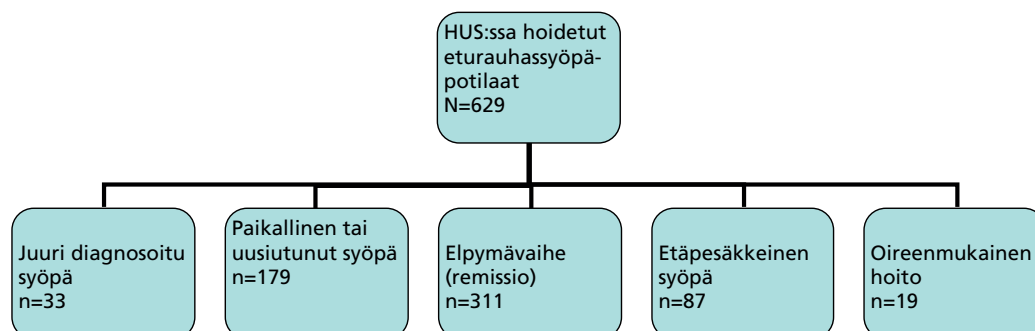 HUS:ssa hoidetut
eturauhassyöpä-
potilaat
N=629
Juuri diagnosoitu
syöpä
n=33
Paikallinen tai
uusiutunut syöpä
n=179
Elpymävaihe
(remissio)
n=311
Etäpesäkkeinen
syöpä
n=87
Oireenmukainen
hoito
n=19